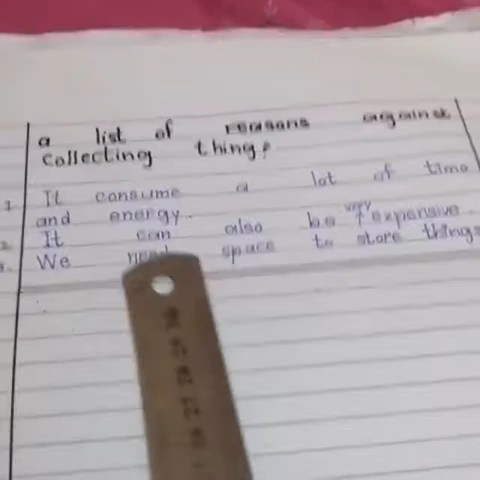 a list of reasons against
collecting things
1 It consume a lot of time
and energy.
2. It can also be very expensive.
3. We need space to store things